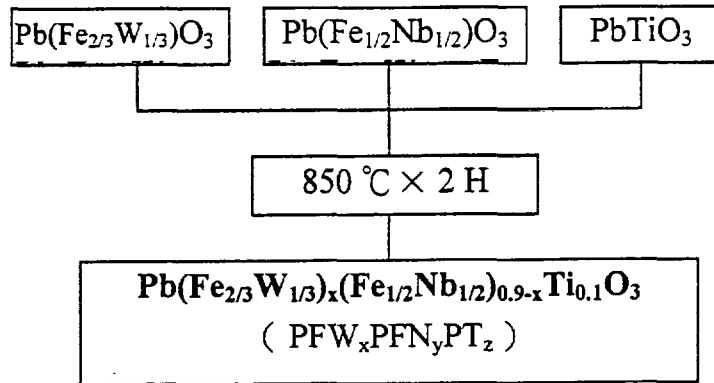 Pb(Fe₂/₃W₁/₃)O₃
Pb(Fe₁/₂Nb₁/₂)O₃
PbTiO₃
850 ℃ × 2 H
Pb(Fe₂/₃W₁/₃)ₓ(Fe₁/₂Nb₁/₂)₀.₉₋ₓTi₀.₁O₃
( PFWₓPFNᵧPT_z )